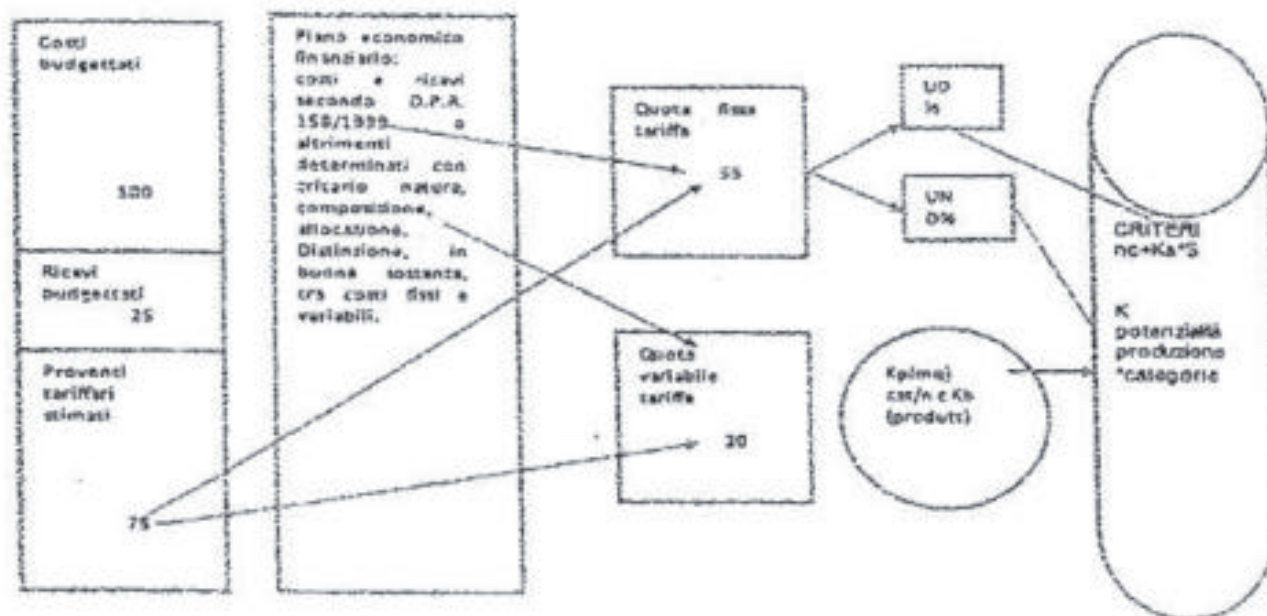 Costi
budgettati
100
Ricavi
budgettati
25
Proventi
tariffari
stimati
75
Piano economico
finanziario:
costi e ricavi
secondo D.P.R.
158/1999 o
altrimenti
determinati con
criterio natura,
composizione,
allocazione.
Distinzione, in
buona sostanza,
tra costi fissi e
variabili.
Quota fissa
tariffa
55
Quota
variabile
tariffa
20
UD
%
UN
D%
cat/n e Kb
(produtt)
CRITERI
nc+Ka*S
K
potenzialità
produzione
*categorie